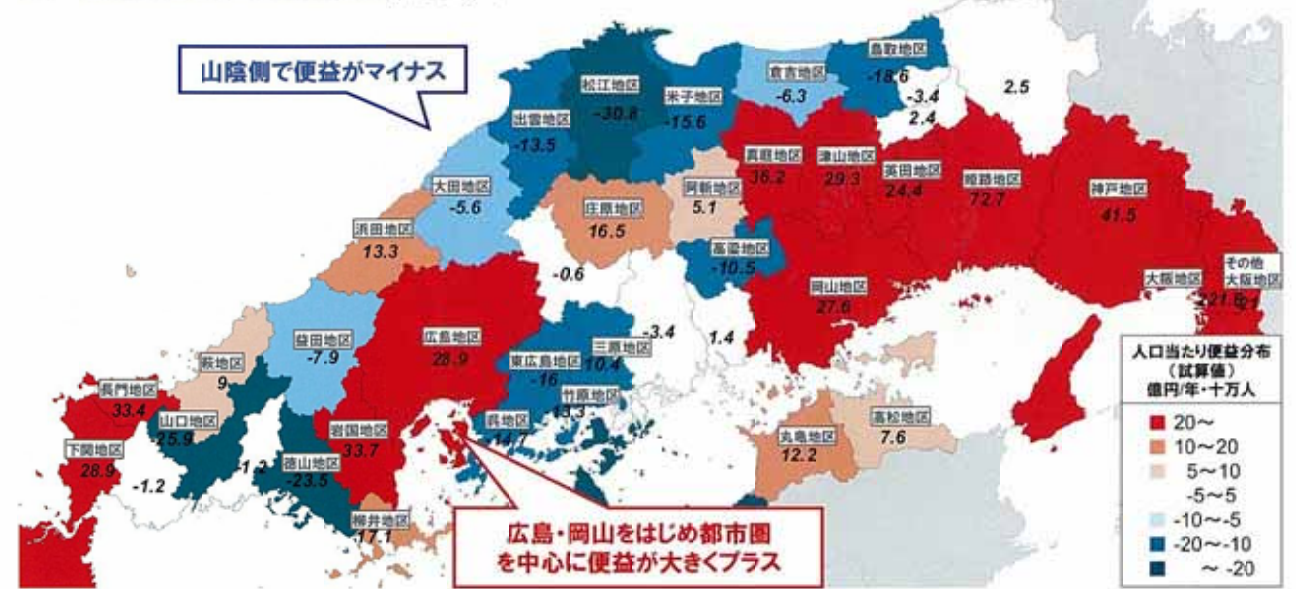 山陰側で便益がマイナス
鳥取地区
-18.6
倉吉地区
-6.3
松江地区
-30.8
米子地区
-15.6
出雲地区
-13.5
-3.4
2.4
2.5
真庭地区
36.2
津山地区
29.3
英田地区
24.4
姫路地区
72.7
神戸地区
41.5
大田地区
-5.6
阿新地区
5.1
庄原地区
16.5
浜田地区
13.3
高梁地区
-10.5
-0.6
岡山地区
27.6
大阪地区
その他
大阪地区
益田地区
-7.9
広島地区
28.9
-3.4
1.4
三原地区
10.4
東広島地区
-16
竹原地区
13.3
呉地区
-14.7
萩地区
9
長門地区
33.4
山口地区
25.9
下関地区
28.9
-1.2
徳山地区
-23.5
岩国地区
33.7
柳井地区
17.1
丸亀地区
12.2
高松地区
7.6
広島・岡山をはじめ都市圏
を中心に便益が大きくプラス
人口当たり便益分布
(試算値)
億円/年・十万人
20～
10～20
5～10
-5～5
-10～-5
-20～-10
～ -20